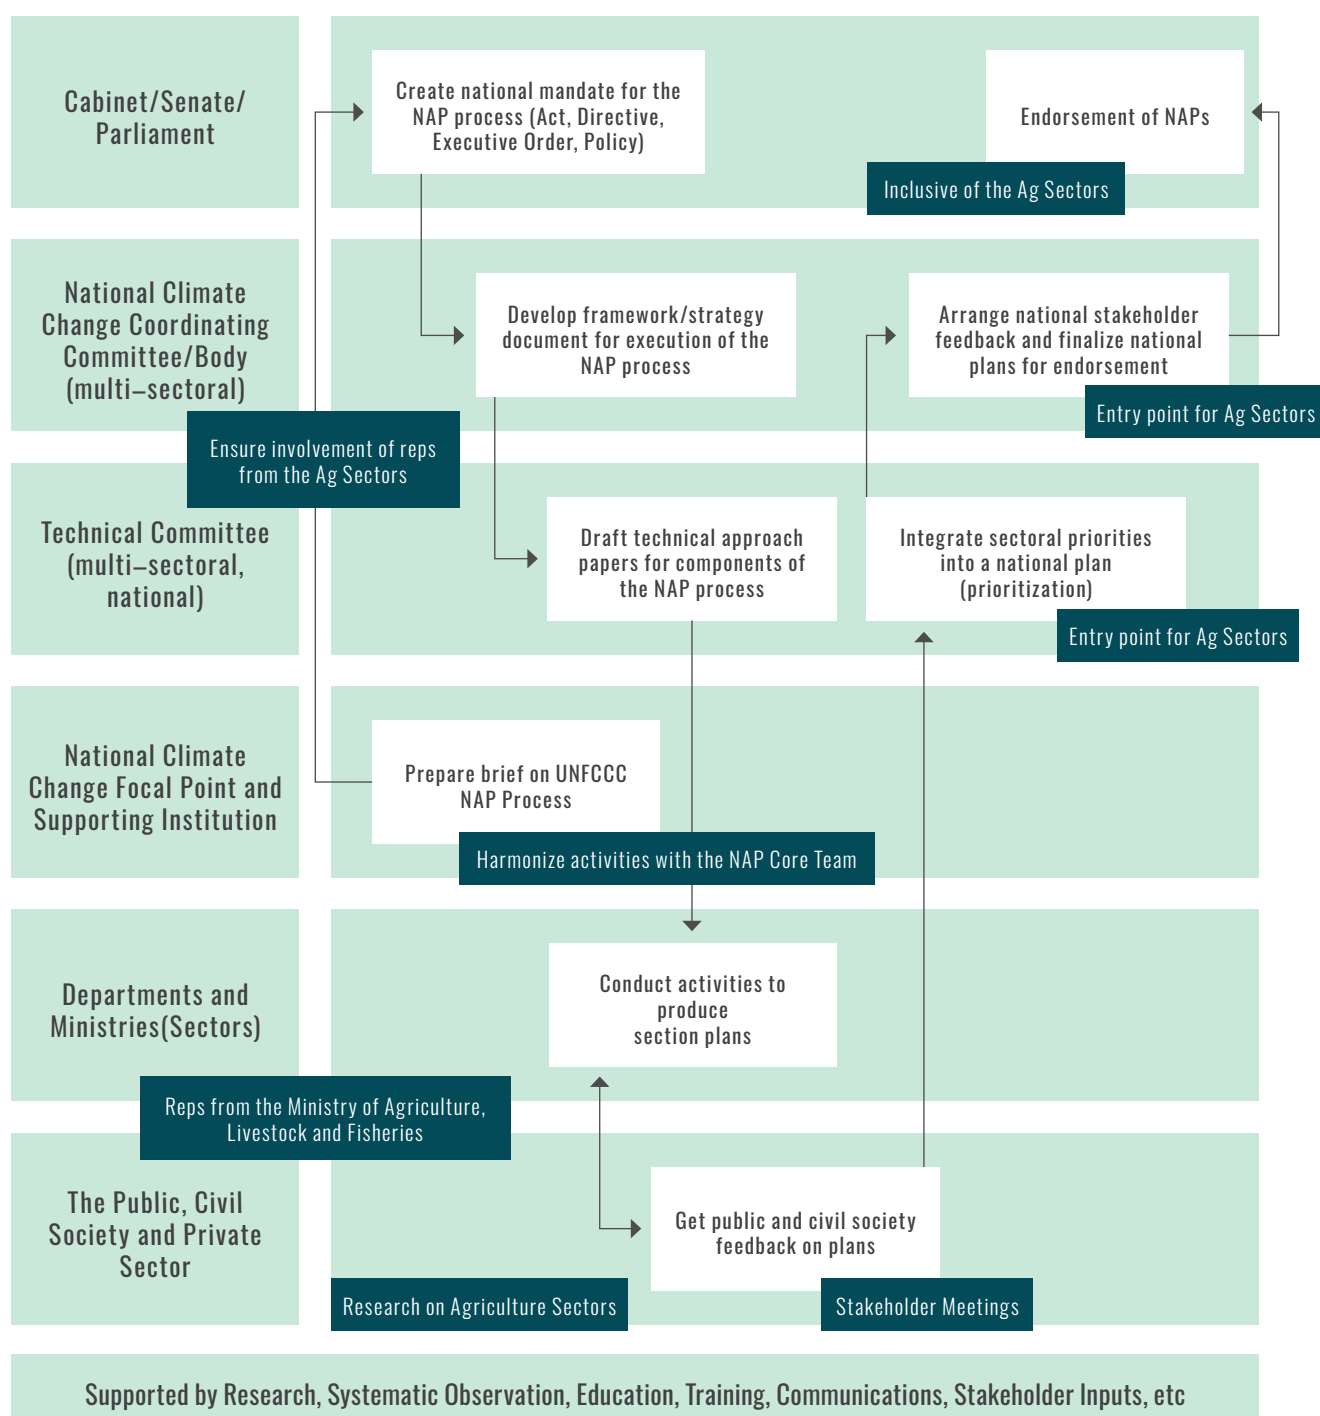 Cabinet/Senate/
Parliament
Create national mandate for the
NAP process (Act, Directive,
Executive Order, Policy)
Endorsement of NAPs
Inclusive of the Ag Sectors
National Climate
Change Coordinating
Committee/Body
(multi–sectoral)
Develop framework/strategy
document for execution of the
NAP process
Arrange national stakeholder
feedback and finalize national
plans for endorsement
Entry point for Ag Sectors
Ensure involvement of reps
from the Ag Sectors
Technical Committee
(multi–sectoral,
national)
Draft technical approach
papers for components of
the NAP process
Integrate sectoral priorities
into a national plan
(prioritization)
Entry point for Ag Sectors
National Climate
Change Focal Point and
Supporting Institution
Prepare brief on UNFCCC
NAP Process
Harmonize activities with the NAP Core Team
Departments and
Ministries(Sectors)
Conduct activities to
produce
section plans
Reps from the Ministry of Agriculture,
Livestock and Fisheries
The Public, Civil
Society and Private
Sector
Get public and civil society
feedback on plans
Research on Agriculture Sectors
Stakeholder Meetings
Supported by Research, Systematic Observation, Education, Training, Communications, Stakeholder Inputs, etc